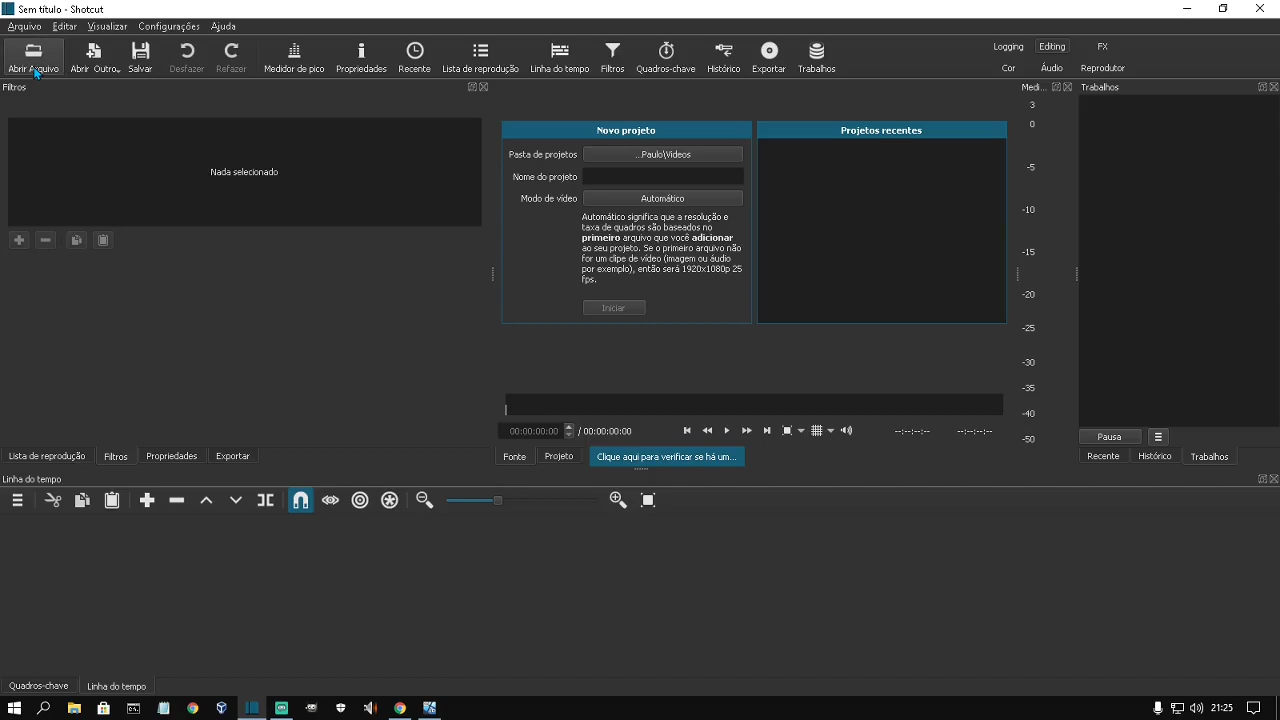 Sem título - Shotcut
Arquivo Editar Visualizar Configurações Ajuda
Abrir Arquivo Abrir Outro Salvar Desfazer Refazer Medidor de pico Propriedades Recente Lista de reprodução Linha do tempo Filtros Quadros-chave Histórico Exportar Trabalhos
Logging Editing FX
Cor Áudio Reprodutor
Filtros
Medi...
Trabalhos
Nada selecionado
Novo projeto
Pasta de projetos ...Paulo\Videos
Nome do projeto
Modo de vídeo Automático
Automático significa que a resolução e
taxa de quadros são baseados no
primeiro arquivo que você adicionar
ao seu projeto. Se o primeiro arquivo não
for um clipe de vídeo (imagem ou áudio
por exemplo), então será 1920x1080p 25
fps.
Iniciar
Projetos recentes
3
0
-5
-10
-15
-20
-25
-30
-35
-40
-50
00:00:00:00 / 00:00:00:00 --:--:--:-- --:--:--:--
Pausa
Lista de reprodução Filtros Propriedades Exportar
Fonte Projeto Clique aqui para verificar se há um...
Recente Histórico Trabalhos
Linha do tempo
Quadros-chave Linha do tempo
21:25